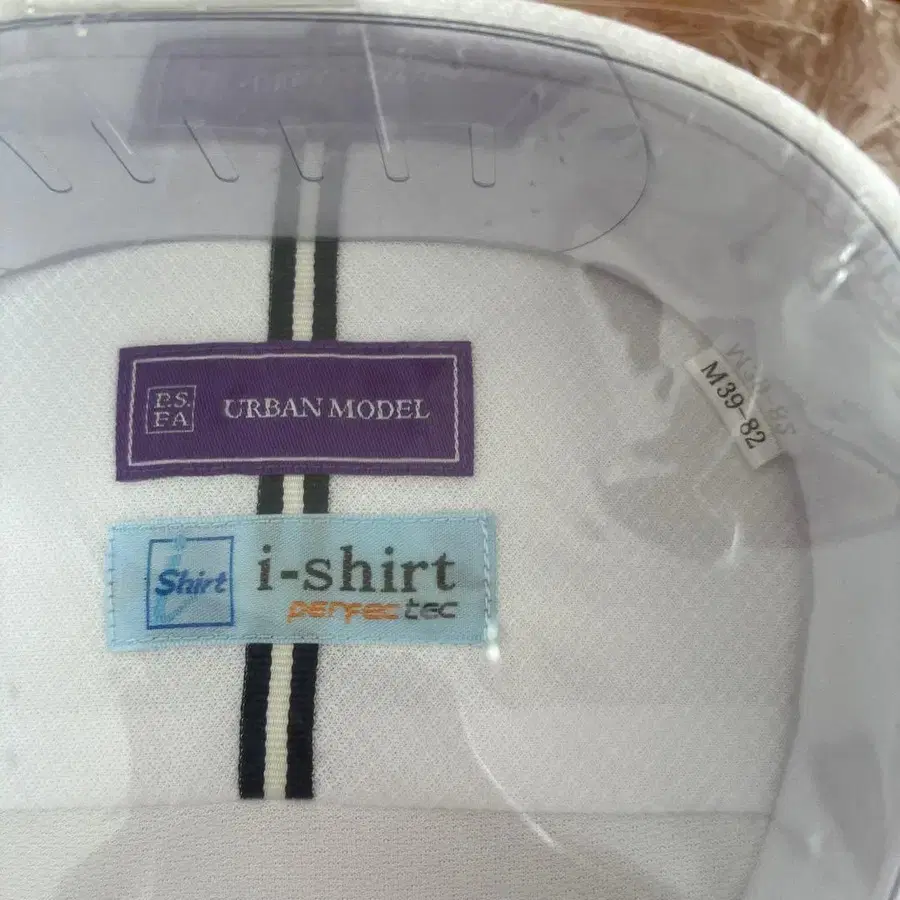 P.S.
FA
URBAN MODEL
M39-82
Shirt
i-shirt
perfectec